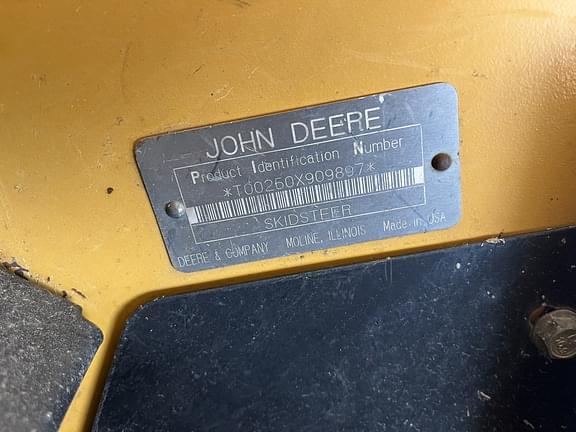 JOHN DEERE
Product Identification Number
*T00260X909897*
SKIDSTEER
DEERE & COMPANY MOLINE, ILLINOIS Made in USA